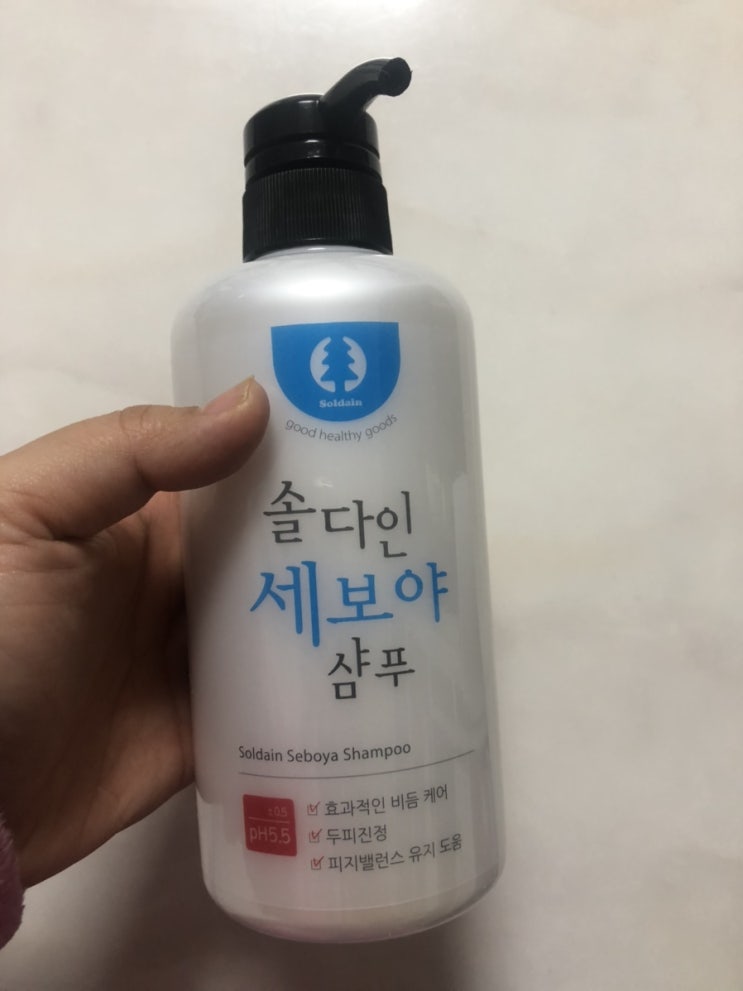 Soldain
good healthy goods
솔다인
세보야
샴푸
Soldain Seboya Shampoo
±0.5
pH5.5
효과적인 비듬 케어
두피진정
피지밸런스 유지 도움